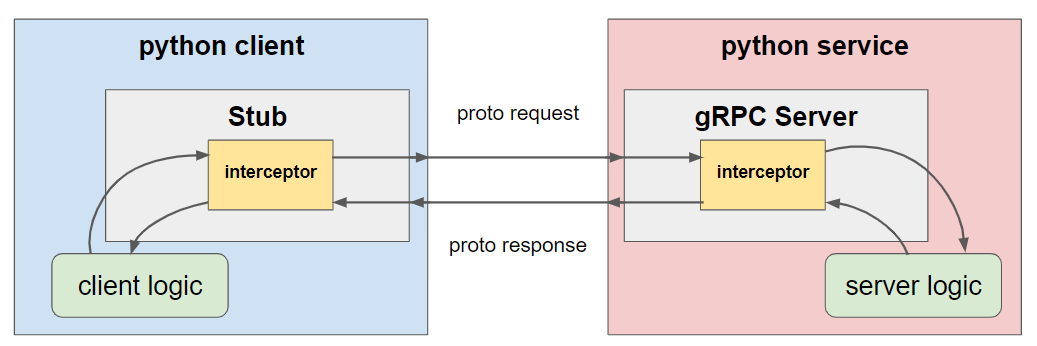 python client
Stub
interceptor
client logic
proto request
proto response
python service
gRPC Server
interceptor
server logic